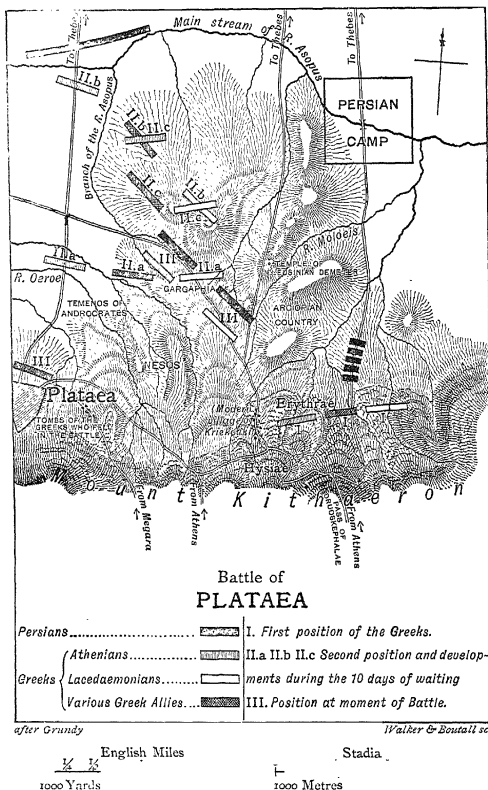 Main stream of R. Asopus
To Thebes
To Thebes
To Thebes
PERSIAN
CAMP
Branch of the R. Asopus
II.b
II.b
II.c
II.c
II.b
II.c
R. Moloeis
TEMPLE OF
ELEUSINIAN DEMETER
III
II.a
II.a
II.a
GARGAPHIA
R. Oeroe
TEMENOS OF
ANDROCRATES
ARGIOPIAN
COUNTRY
III
NESOS
III
Plataea
TOMBS OF THE
GREEKS WHO FELL
IN THE BATTLE
Erythrae
I
I
I
(Modern
Village of
Kriekouki)
Hysiae
Mount Kithaeron
From Megara
From Athens
PASS OF
DRUOSKEPHALAE
From Athens
Battle of
PLATAEA
Persians
Greeks
Athenians
Lacedaemonians
Various Greek Allies
I. First position of the Greeks.
II.a II.b II.c Second position and develop-
ments during the 10 days of waiting
III. Position at moment of Battle.
after Grundy
Walker & Boutall sc
English Miles
1000 Yards
Stadia
1000 Metres